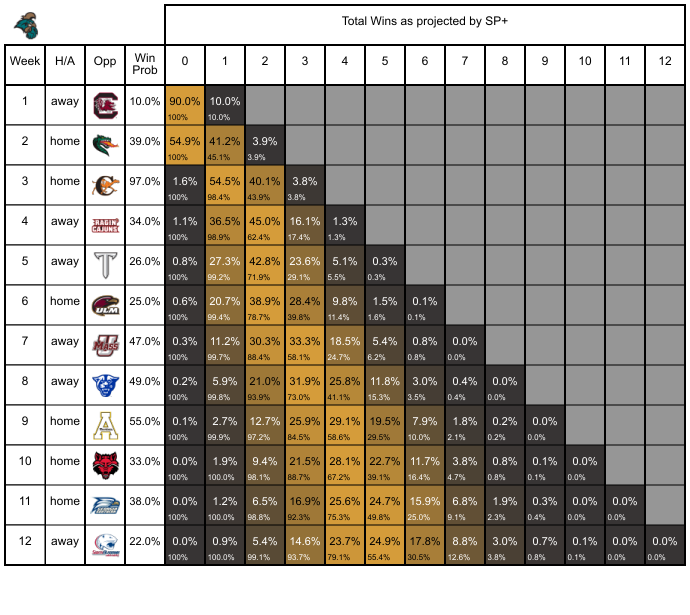 Total Wins as projected by SP+
Week H/A Opp Win Prob 0 1 2 3 4 5 6 7 8 9 10 11 12
1 away 10.0% 90.0% 10.0%
100% 10.0%
2 home 39.0% 54.9% 41.2% 3.9%
100% 45.1% 3.9%
3 home C 97.0% 1.6% 54.5% 40.1% 3.8%
100% 98.4% 43.9% 3.8%
4 away RAGIN' CAJUNS 34.0% 1.1% 36.5% 45.0% 16.1% 1.3%
100% 98.9% 62.4% 17.4% 1.3%
5 away T 26.0% 0.8% 27.3% 42.8% 23.6% 5.1% 0.3%
100% 99.2% 71.9% 29.1% 5.5% 0.3%
6 home ULM 25.0% 0.6% 20.7% 38.9% 28.4% 9.8% 1.5% 0.1%
100% 99.4% 78.7% 39.8% 11.4% 1.6% 0.1%
7 away U MASS 47.0% 0.3% 11.2% 30.3% 33.3% 18.5% 5.4% 0.8% 0.0%
100% 99.7% 88.4% 58.1% 24.7% 6.2% 0.8% 0.0%
8 away 49.0% 0.2% 5.9% 21.0% 31.9% 25.8% 11.8% 3.0% 0.4% 0.0%
100% 99.8% 93.9% 73.0% 41.1% 15.3% 3.5% 0.4% 0.0%
9 home A 55.0% 0.1% 2.7% 12.7% 25.9% 29.1% 19.5% 7.9% 1.8% 0.2% 0.0%
100% 99.9% 97.2% 84.5% 58.6% 29.5% 10.0% 2.1% 0.2% 0.0%
10 home 33.0% 0.0% 1.9% 9.4% 21.5% 28.1% 22.7% 11.7% 3.8% 0.8% 0.1% 0.0%
100% 100.0% 98.1% 88.7% 67.2% 39.1% 16.4% 4.7% 0.8% 0.1% 0.0%
11 home 38.0% 0.0% 1.2% 6.5% 16.9% 25.6% 24.7% 15.9% 6.8% 1.9% 0.3% 0.0% 0.0%
100% 100.0% 98.8% 92.3% 75.3% 49.8% 25.0% 9.1% 2.3% 0.4% 0.0% 0.0%
12 away 22.0% 0.0% 0.9% 5.4% 14.6% 23.7% 24.9% 17.8% 8.8% 3.0% 0.7% 0.1% 0.0% 0.0%
100% 100.0% 99.1% 93.7% 79.1% 55.4% 30.5% 12.6% 3.8% 0.8% 0.1% 0.0% 0.0%